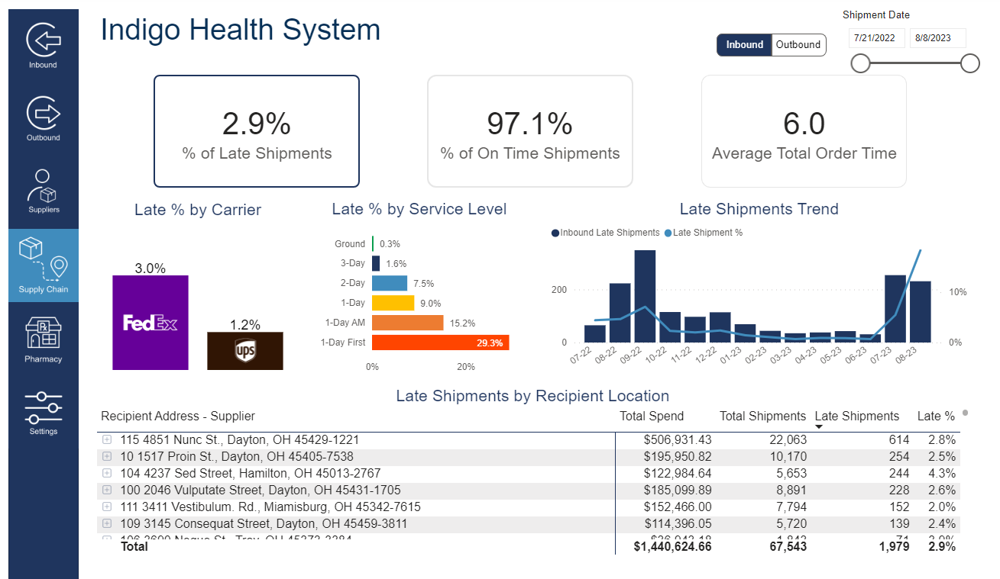 Indigo Health System
Shipment Date
7/21/2022 8/8/2023
Inbound Outbound
Inbound
Outbound
Suppliers
Supply Chain
Pharmacy
Settings
2.9%
% of Late Shipments
97.1%
% of On Time Shipments
6.0
Average Total Order Time
Late % by Carrier
3.0%
FedEx
1.2%
ups
Late % by Service Level
Ground 0.3%
3-Day 1.6%
2-Day 7.5%
1-Day 9.0%
1-Day AM 15.2%
1-Day First 29.3%
0% 20%
Late Shipments Trend
Inbound Late Shipments Late Shipment %
200 10%
0 0%
07-22 08-22 09-22 10-22 11-22 12-22 01-23 02-23 03-23 04-23 05-23 06-23 07-23 08-23
Late Shipments by Recipient Location
Recipient Address - Supplier Total Spend Total Shipments Late Shipments Late %
115 4851 Nunc St., Dayton, OH 45429-1221 $506,931.43 22,063 614 2.8%
10 1517 Proin St., Dayton, OH 45405-7538 $195,950.82 10,170 254 2.5%
104 4237 Sed Street, Hamilton, OH 45013-2767 $122,984.64 5,653 244 4.3%
100 2046 Vulputate Street, Dayton, OH 45431-1705 $185,099.89 8,891 228 2.6%
111 3411 Vestibulum. Rd., Miamisburg, OH 45342-7615 $152,466.00 7,794 152 2.0%
109 3145 Consequat Street, Dayton, OH 45459-3811 $114,396.05 5,720 139 2.4%
Total $1,440,624.66 67,543 1,979 2.9%